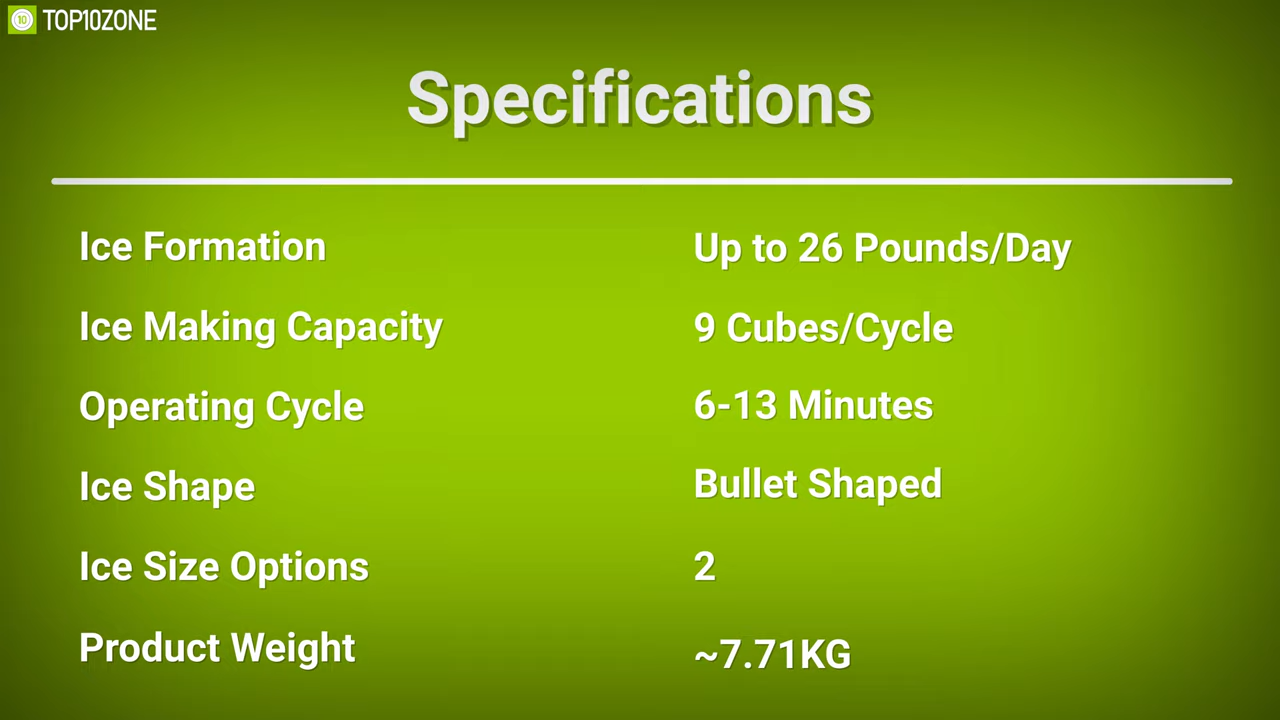 10 TOP10ZONE
Specifications
Ice Formation Up to 26 Pounds/Day
Ice Making Capacity 9 Cubes/Cycle
Operating Cycle 6-13 Minutes
Ice Shape Bullet Shaped
Ice Size Options 2
Product Weight ~7.71KG